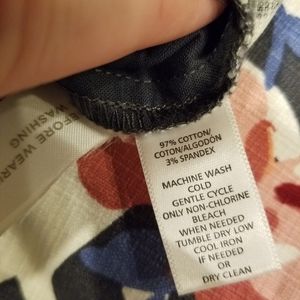 BEFORE WEARI
WASHING
97% COTTON/
COTON/ALGODÓN
3% SPANDEX
MACHINE WASH
COLD
GENTLE CYCLE
ONLY NON-CHLORINE
BLEACH
WHEN NEEDED
TUMBLE DRY LOW
COOL IRON
IF NEEDED
OR
DRY CLEAN